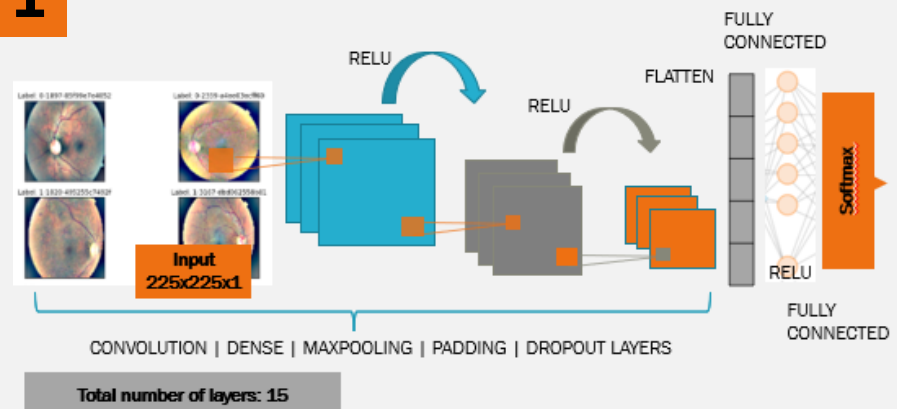 1
FULLY
CONNECTED
RELU
FLATTEN
RELU
Input
225x225x1
Softmax
RELU
FULLY
CONNECTED
CONVOLUTION | DENSE | MAXPOOLING | PADDING | DROPOUT LAYERS
Total number of layers: 15